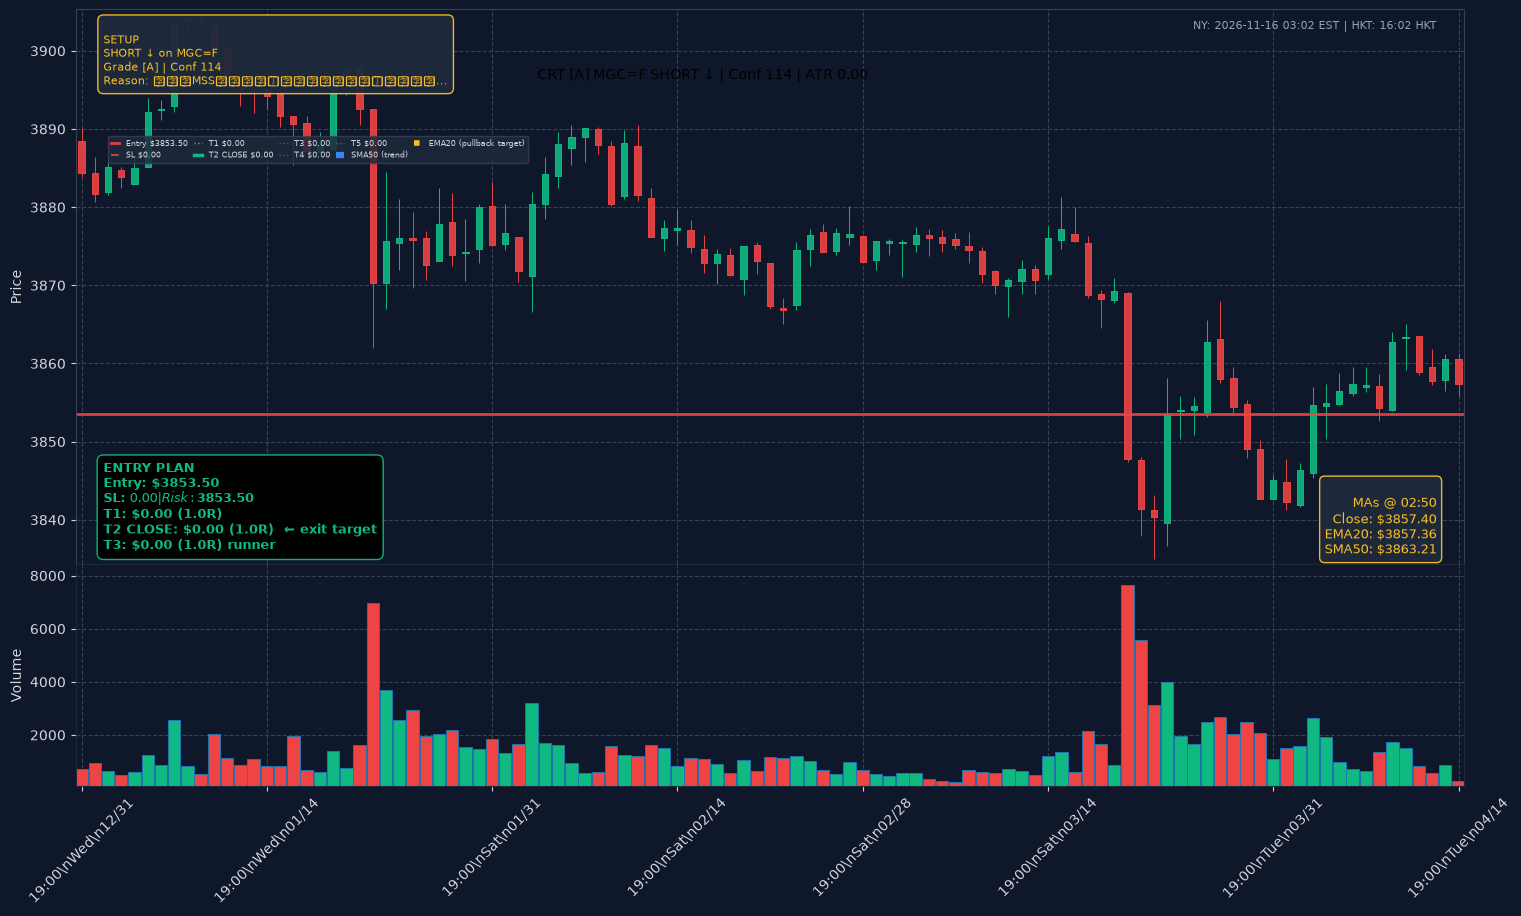 NY: 2026-11-16 03:02 EST | HKT: 16:02 HKT
SETUP
SHORT ↓ on MGC=F
Grade [A] | Conf 114
Reason: MSS ...
CRT [A] MGC=F SHORT ↓ | Conf 114 | ATR 0.00
Entry $3853.50 T1 $0.00 T3 $0.00 T5 $0.00 EMA20 (pullback target)
SL $0.00 T2 CLOSE $0.00 T4 $0.00 SMA50 (trend)
3900
3890
3880
3870
3860
3850
3840
Price
ENTRY PLAN
Entry: $3853.50
SL: 0.00|Risk:3853.50
T1: $0.00 (1.0R)
T2 CLOSE: $0.00 (1.0R) ← exit target
T3: $0.00 (1.0R) runner
MAs @ 02:50
Close: $3857.40
EMA20: $3857.36
SMA50: $3863.21
8000
6000
4000
2000
Volume
19:00\nWed\n12/31
19:00\nWed\n01/14
19:00\nSat\n01/31
19:00\nSat\n02/14
19:00\nSat\n02/28
19:00\nSat\n03/14
19:00\nTue\n03/31
19:00\nTue\n04/14